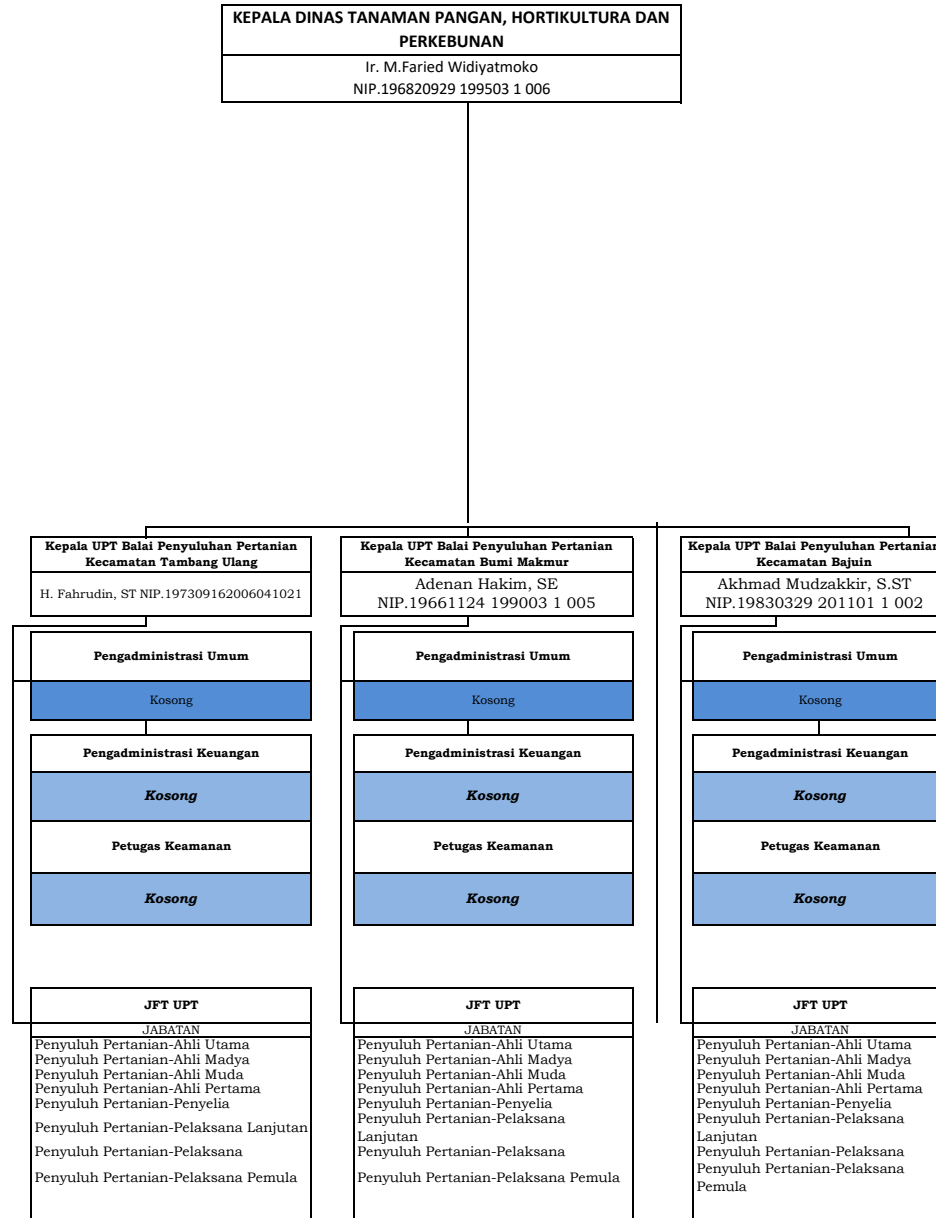 KEPALA DINAS TANAMAN PANGAN, HORTIKULTURA DAN
PERKEBUNAN
Ir. M.Faried Widiyatmoko
NIP.196820929 199503 1 006
Kepala UPT Balai Penyuluhan Pertanian
Kecamatan Tambang Ulang
H. Fahrudin, ST NIP.197309162006041021
Pengadministrasi Umum
Kosong
Pengadministrasi Keuangan
Kosong
Petugas Keamanan
Kosong
JFT UPT
JABATAN
Penyuluh Pertanian-Ahli Utama
Penyuluh Pertanian-Ahli Madya
Penyuluh Pertanian-Ahli Muda
Penyuluh Pertanian-Ahli Pertama
Penyuluh Pertanian-Penyelia
Penyuluh Pertanian-Pelaksana Lanjutan
Penyuluh Pertanian-Pelaksana
Penyuluh Pertanian-Pelaksana Pemula
Kepala UPT Balai Penyuluhan Pertanian
Kecamatan Bumi Makmur
Adenan Hakim, SE
NIP.19661124 199003 1 005
Pengadministrasi Umum
Kosong
Pengadministrasi Keuangan
Kosong
Petugas Keamanan
Kosong
JFT UPT
JABATAN
Penyuluh Pertanian-Ahli Utama
Penyuluh Pertanian-Ahli Madya
Penyuluh Pertanian-Ahli Muda
Penyuluh Pertanian-Ahli Pertama
Penyuluh Pertanian-Penyelia
Penyuluh Pertanian-Pelaksana
Lanjutan
Penyuluh Pertanian-Pelaksana
Penyuluh Pertanian-Pelaksana Pemula
Kepala UPT Balai Penyuluhan Pertanian
Kecamatan Bajuin
Akhmad Mudzakkir, S.ST
NIP.19830329 201101 1 002
Pengadministrasi Umum
Kosong
Pengadministrasi Keuangan
Kosong
Petugas Keamanan
Kosong
JFT UPT
JABATAN
Penyuluh Pertanian-Ahli Utama
Penyuluh Pertanian-Ahli Madya
Penyuluh Pertanian-Ahli Muda
Penyuluh Pertanian-Ahli Pertama
Penyuluh Pertanian-Penyelia
Penyuluh Pertanian-Pelaksana
Lanjutan
Penyuluh Pertanian-Pelaksana
Penyuluh Pertanian-Pelaksana
Pemula